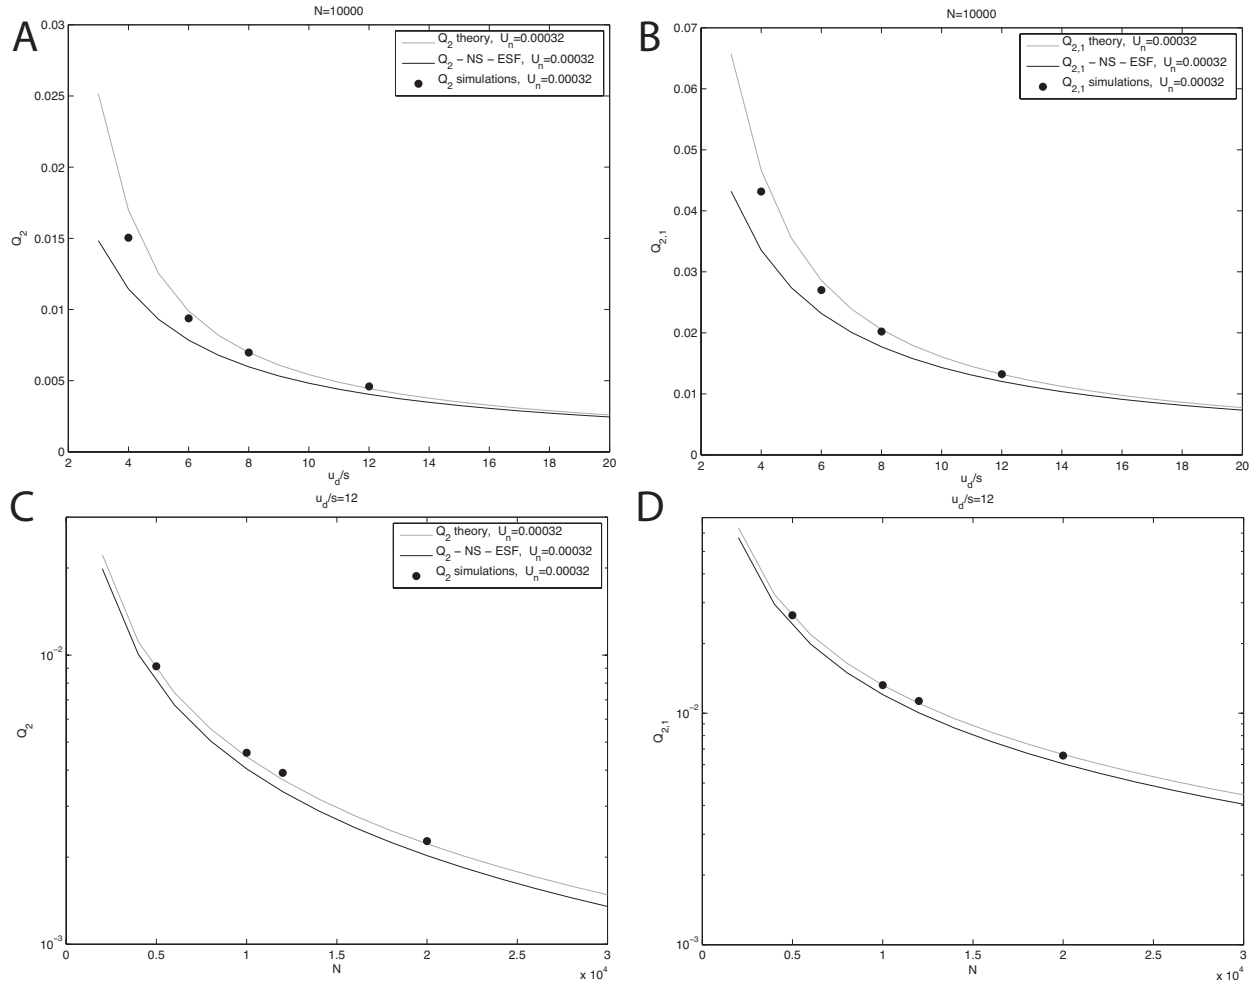 A
N=10000
Q2 theory, Un=0.00032
Q2 − NS − ESF, Un=0.00032
Q2 simulations, Un=0.00032
0.03
0.025
0.02
0.015
0.01
0.005
0
Q2
2 4 6 8 10 12 14 16 18 20
ud/s
B
N=10000
Q2,1 theory, Un=0.00032
Q2,1 − NS − ESF, Un=0.00032
Q2,1 simulations, Un=0.00032
0.07
0.06
0.05
0.04
0.03
0.02
0.01
0
Q2,1
2 4 6 8 10 12 14 16 18 20
ud/s
C
ud/s=12
Q2 theory, Un=0.00032
Q2 − NS − ESF, Un=0.00032
Q2 simulations, Un=0.00032
10−2
10−3
Q2
0 0.5 1 1.5 2 2.5 3
N
x 104
D
ud/s=12
10−2
10−3
Q2,1
0 0.5 1 1.5 2 2.5 3
N
x 104